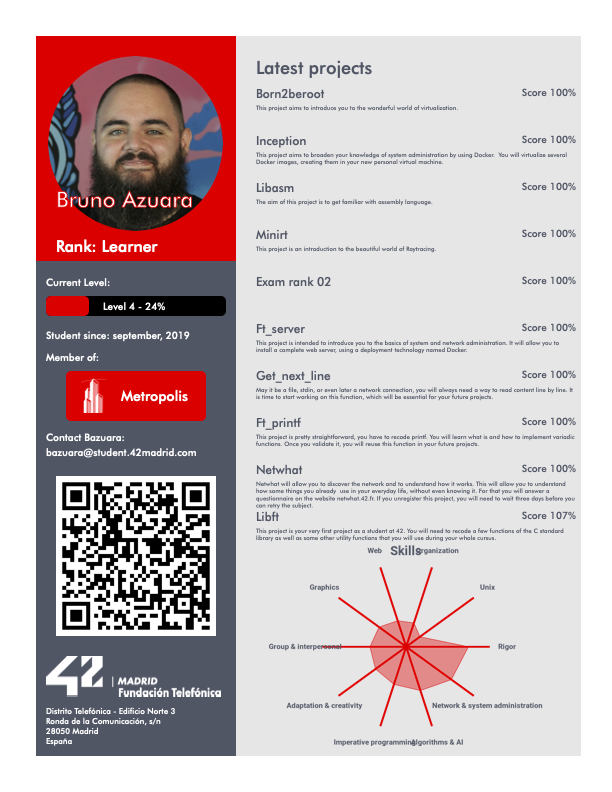 Bruno Azuara
Rank: Learner
Current Level:
Level 4 - 24%
Student since: september, 2019
Member of:
Metropolis
Contact Bazuara:
bazuara@student.42madrid.com
42 | MADRID
Fundación Telefónica
Distrito Telefónica - Edificio Norte 3
Ronda de la Comunicación, s/n
28050 Madrid
España
Latest projects
Born2beroot Score 100%
This project aims to introduce you to the wonderful world of virtualization.
Inception Score 100%
This project aims to broaden your knowledge of system administration by using Docker. You will virtualize several
Docker images, creating them in your new personal virtual machine.
Libasm Score 100%
The aim of this project is to get familiar with assembly language.
Minirt Score 100%
This project is an introduction to the beautiful world of Raytracing.
Exam rank 02 Score 100%
Ft_server Score 100%
This project is intended to introduce you to the basics of system and network administration. It will allow you to
install a complete web server, using a deployment technology named Docker.
Get_next_line Score 100%
May it be a file, stdin, or even later a network connection, you will always need a way to read content line by line. It
is time to start working on this function, which will be essential for your future projects.
Ft_printf Score 100%
This project is pretty straightforward, you have to recode printf. You will learn what is and how to implement variadic
functions. Once you validate it, you will reuse this function in your future projects.
Netwhat Score 100%
Netwhat will allow you to discover the network and to understand how it works. This will allow you to understand
how some things you already use in your everyday life, without even knowing it. For that you will answer a
questionnaire on the website netwhat.42.fr. If you unregister this project, you will need to wait three days before you
can retry the subject.
Libft Score 107%
This project is your very first project as a student at 42. You will need to recode a few functions of the C standard
library as well as some other utility functions that you will use during your whole cursus.
Skills
Web
Organization
Graphics
Unix
Group & interpersonal
Rigor
Adaptation & creativity
Network & system administration
Imperative programming
Algorithms & AI